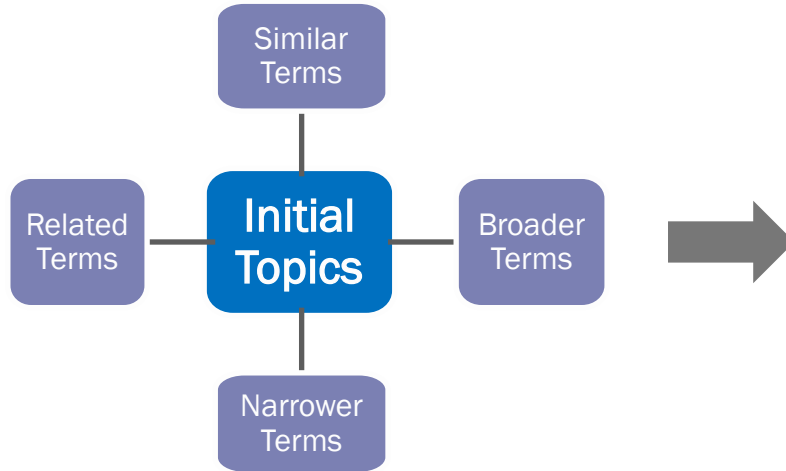 Similar
Terms
Related
Terms
Initial
Topics
Broader
Terms
Narrower
Terms